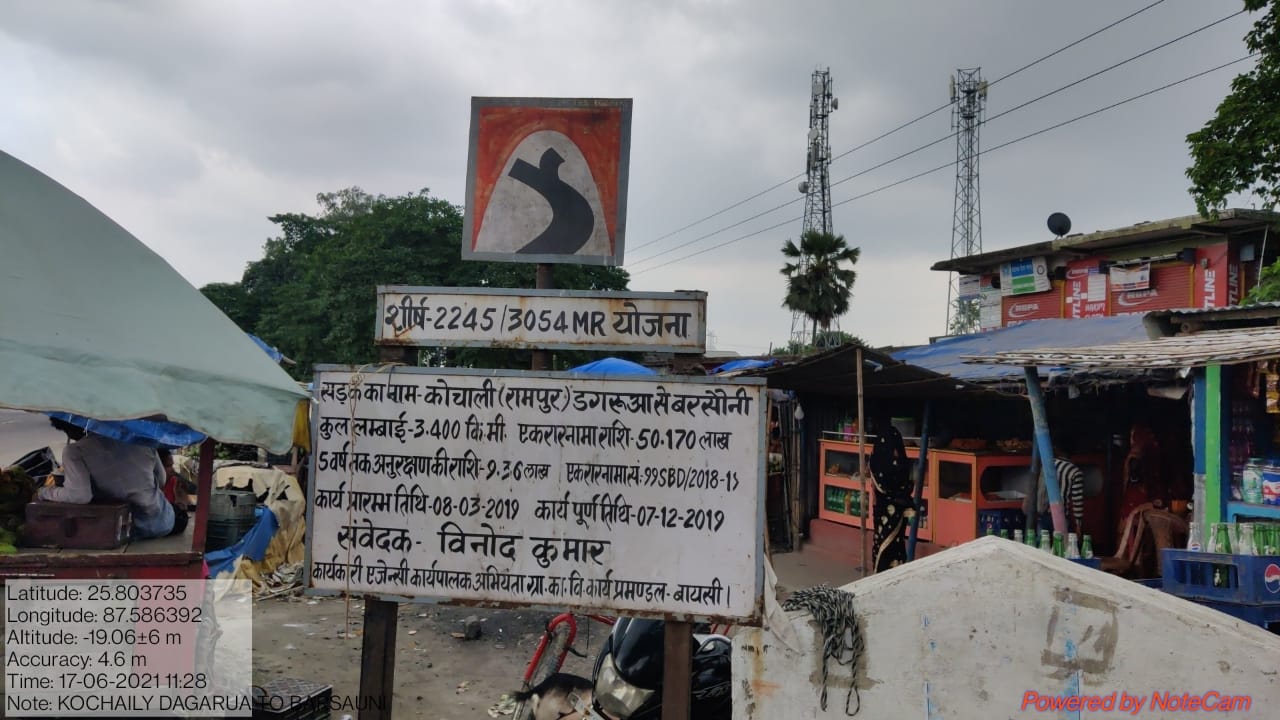 शीर्ष-2245/3054MR योजना
सड़क का नाम-कोचाली(रामपुर)डगरूआ से बरसौनी
कुल लम्बाई-3.400 कि.मी. एकरारनामा राशि-50.170 लाख
5 वर्ष तक अनुरक्षण की राशि-9.36 लाख एकरारनामा सं:99SBD/2018-19
कार्य प्रारम्भ तिथि-08-03-2019 कार्य पूर्ण तिथि-07-12-2019
संवेदक- विनोद कुमार
कार्यकारी एजेन्सी कार्यपालक अभियंता ग्रा.का.वि.कार्य प्रमण्डल-बायसी।
Latitude: 25.803735
Longitude: 87.586392
Altitude: -19.06±6 m
Accuracy: 4.6 m
Time: 17-06-2021 11:28
Note: KOCHAILY DAGARUA TO BARSAUNI
Powered by NoteCam